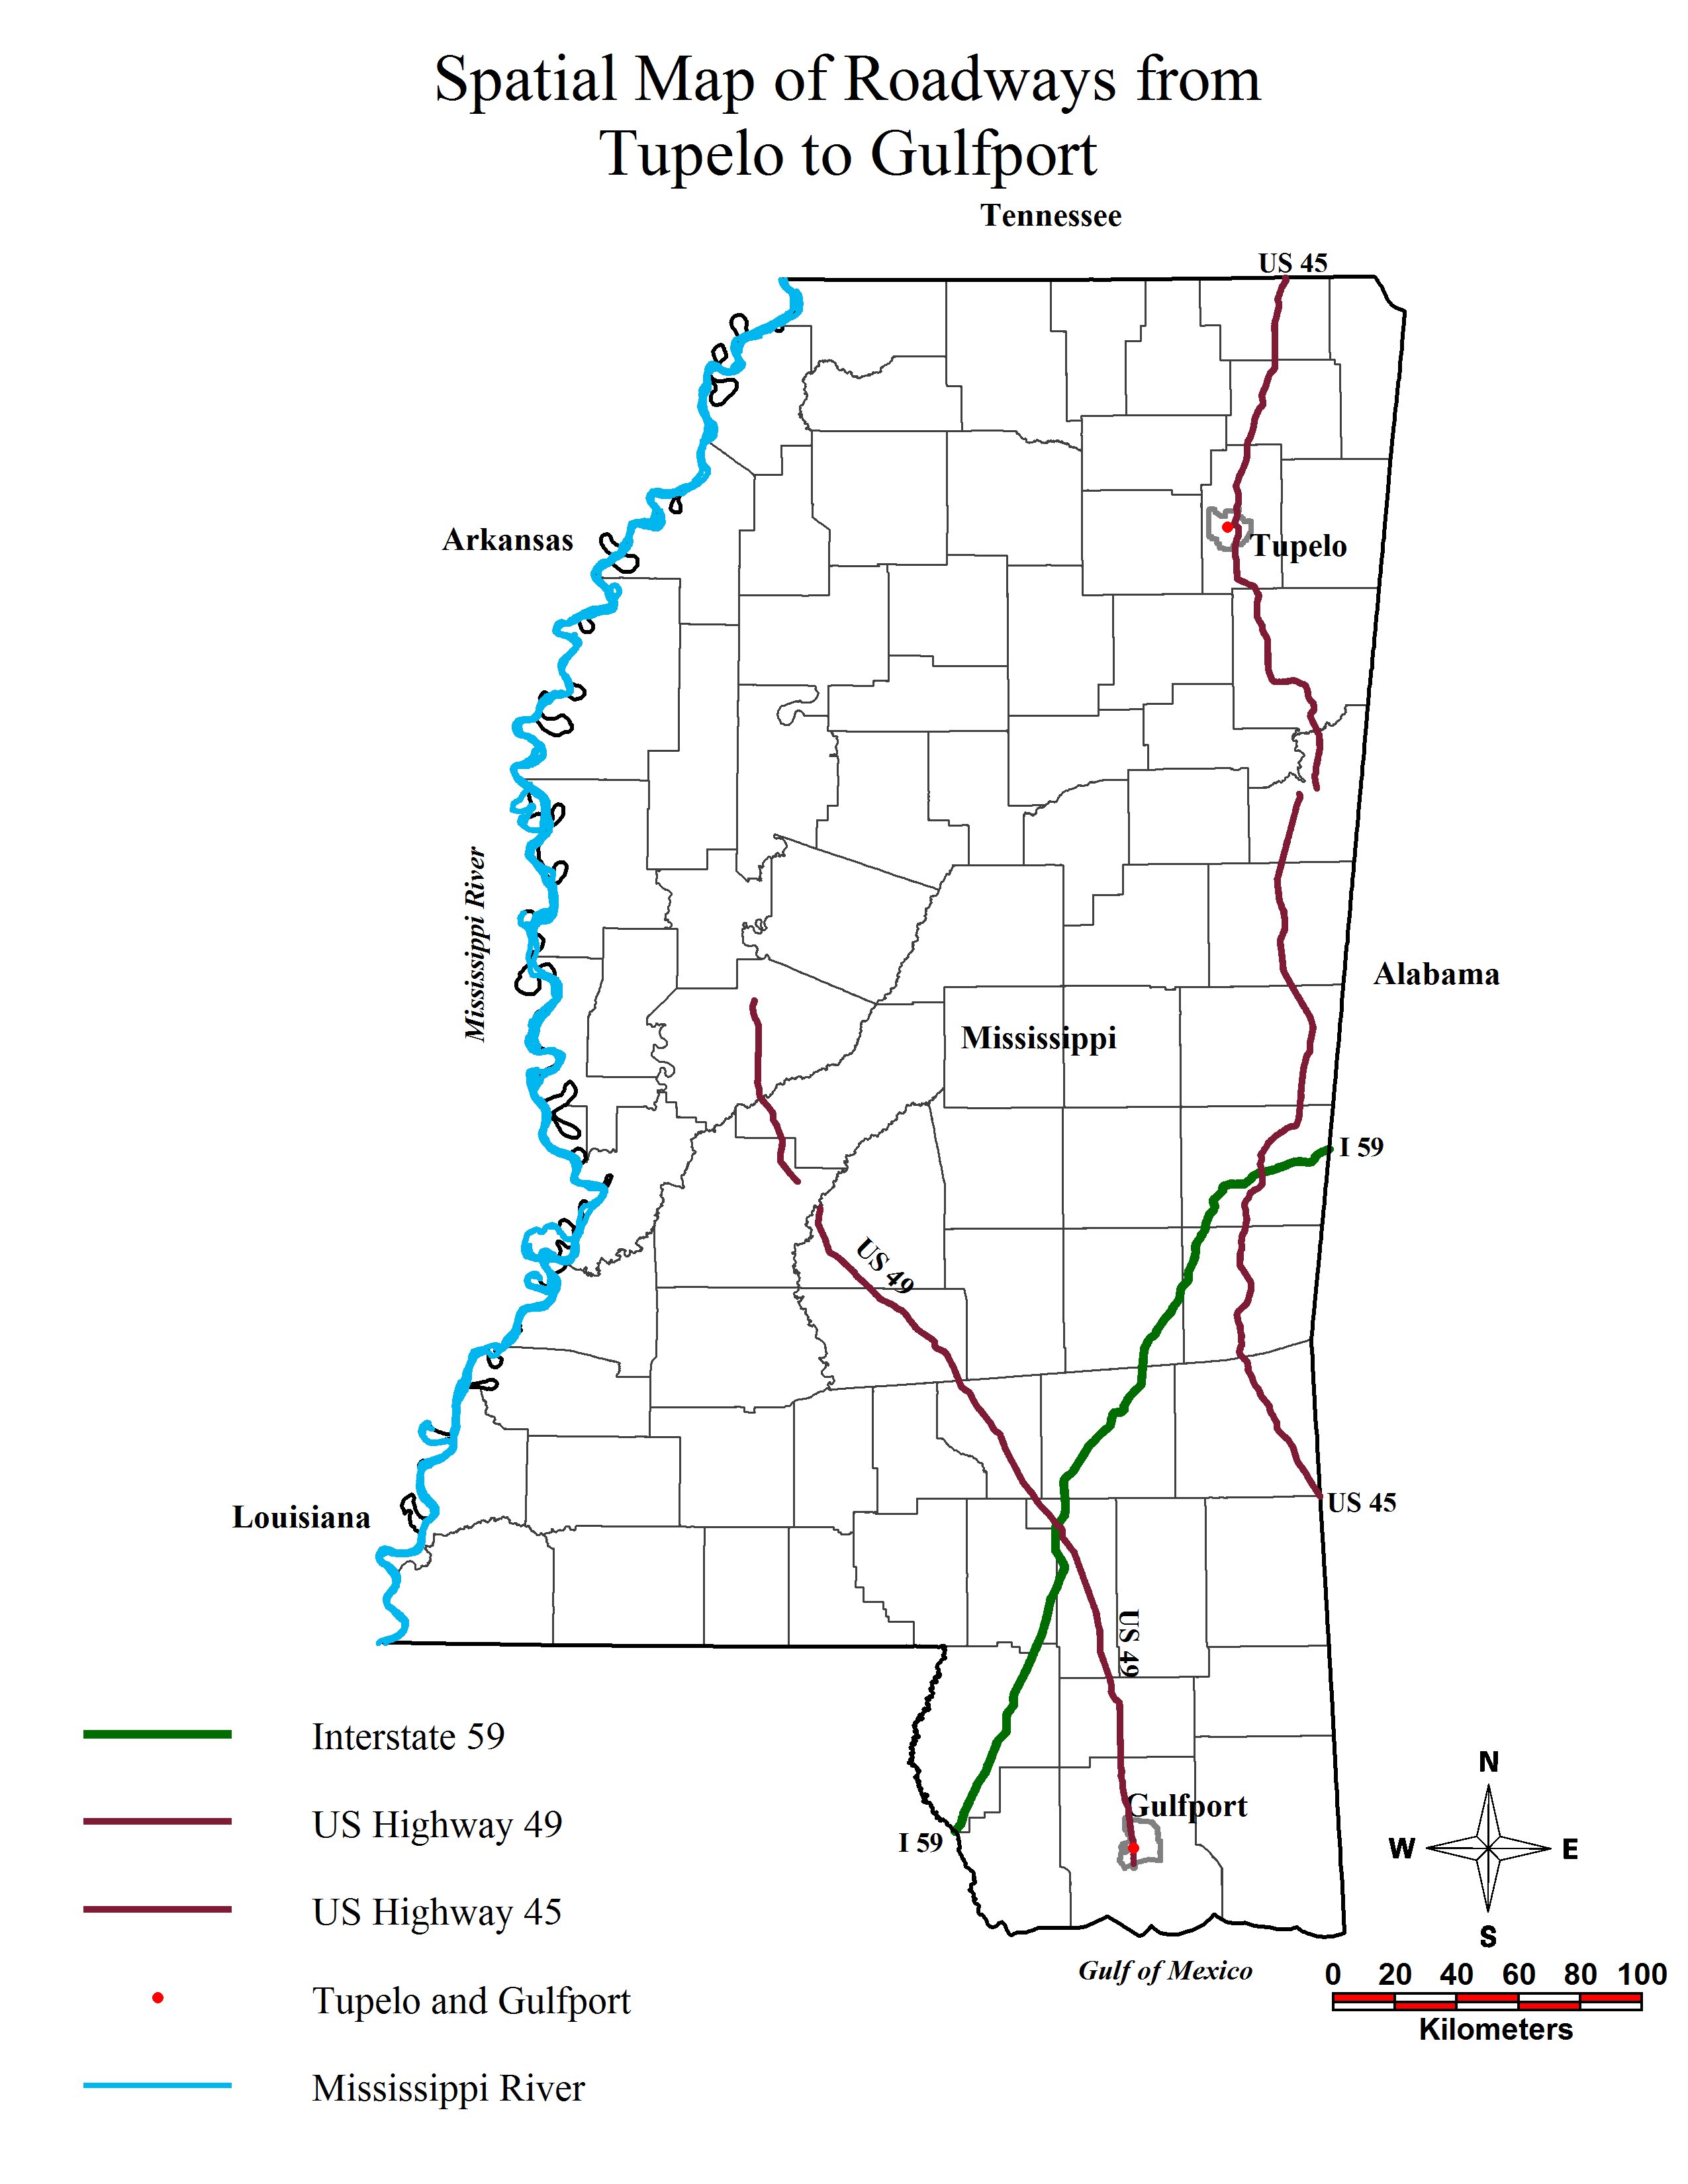 Spatial Map of Roadways from
Tupelo to Gulfport
Tennessee
US 45
Arkansas
Tupelo
Mississippi River
Alabama
Mississippi
I 59
US 49
US 45
Louisiana
US 49
Interstate 59
US Highway 49
US Highway 45
Tupelo and Gulfport
Mississippi River
Gulfport
I 59
Gulf of Mexico
N
W E
S
0 20 40 60 80 100
Kilometers